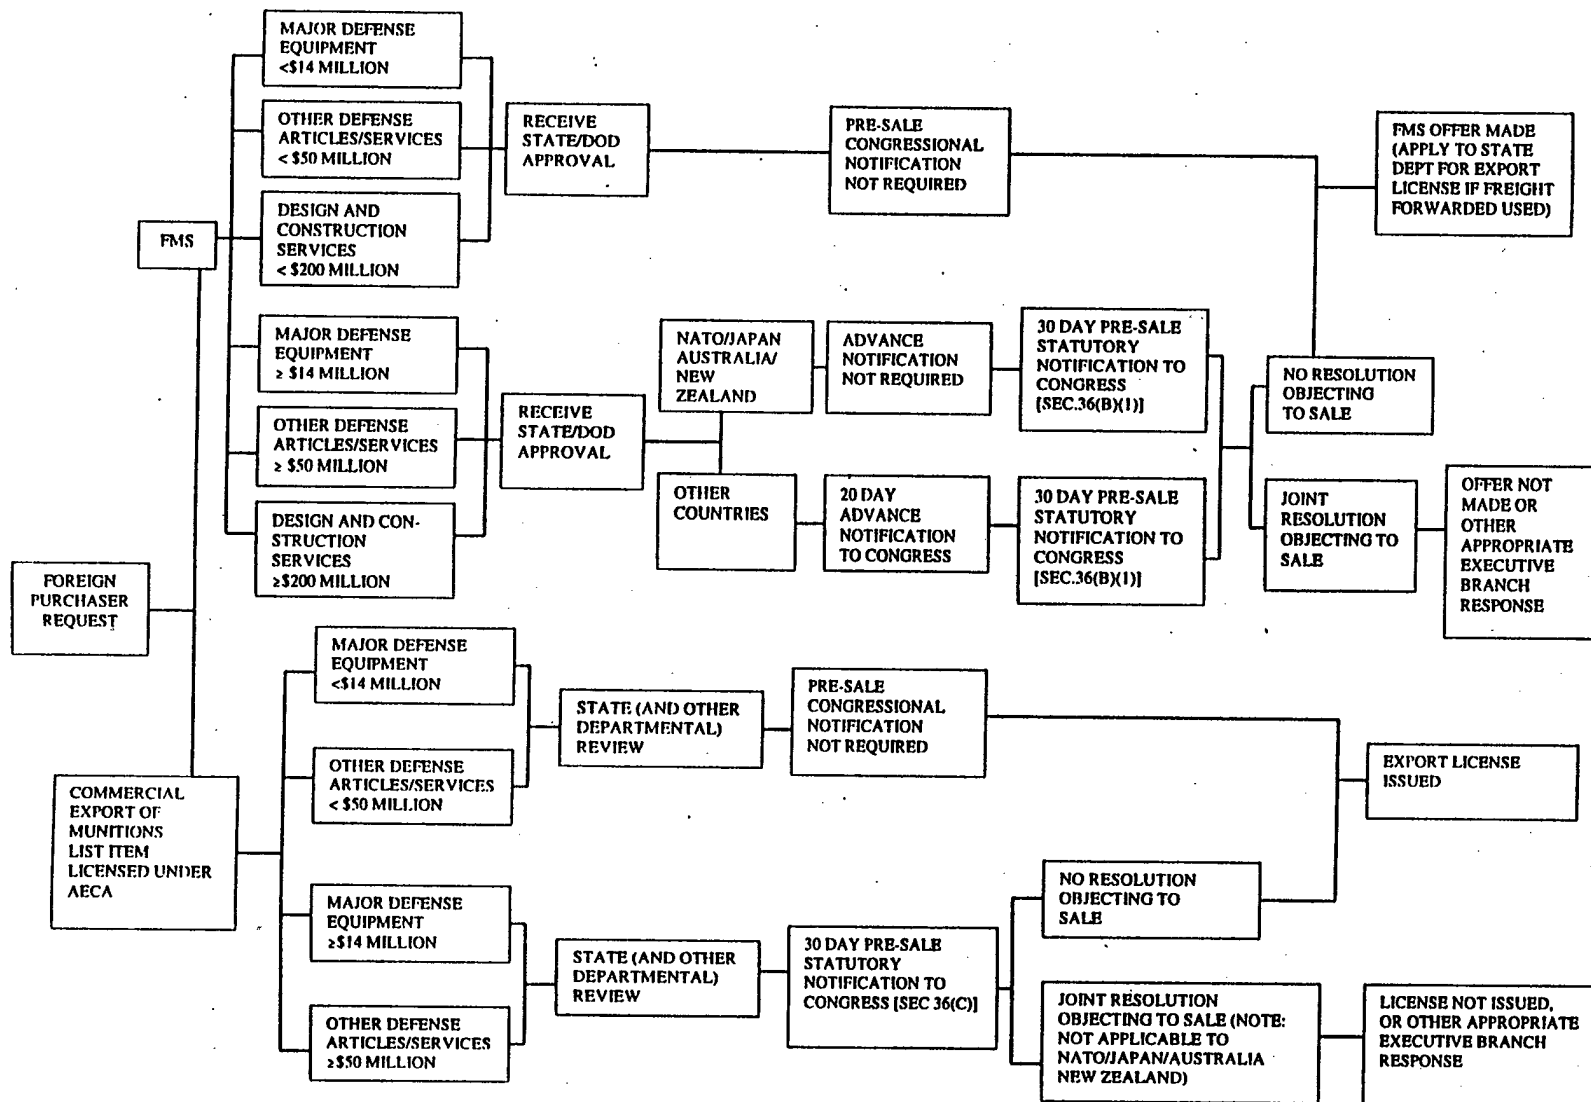 MAJOR DEFENSE
EQUIPMENT
<$14 MILLION
OTHER DEFENSE
ARTICLES/SERVICES
< $50 MILLION
DESIGN AND
CONSTRUCTION
SERVICES
< $200 MILLION
FMS
RECEIVE
STATE/DOD
APPROVAL
PRE-SALE
CONGRESSIONAL
NOTIFICATION
NOT REQUIRED
FMS OFFER MADE
(APPLY TO STATE
DEPT FOR EXPORT
LICENSE IF FREIGHT
FORWARDED USED)
MAJOR DEFENSE
EQUIPMENT
≥ $14 MILLION
OTHER DEFENSE
ARTICLES/SERVICES
≥ $50 MILLION
DESIGN AND CON-
STRUCTION
SERVICES
≥$200 MILLION
RECEIVE
STATE/DOD
APPROVAL
NATO/JAPAN
AUSTRALIA/
NEW
ZEALAND
ADVANCE
NOTIFICATION
NOT REQUIRED
30 DAY PRE-SALE
STATUTORY
NOTIFICATION TO
CONGRESS
[SEC.36(B)(1)]
OTHER
COUNTRIES
20 DAY
ADVANCE
NOTIFICATION
TO CONGRESS
30 DAY PRE-SALE
STATUTORY
NOTIFICATION TO
CONGRESS
[SEC.36(B)(1)]
NO RESOLUTION
OBJECTING
TO SALE
JOINT
RESOLUTION
OBJECTING TO
SALE
OFFER NOT
MADE OR
OTHER
APPROPRIATE
EXECUTIVE
BRANCH
RESPONSE
FOREIGN
PURCHASER
REQUEST
COMMERCIAL
EXPORT OF
MUNITIONS
LIST ITEM
LICENSED UNDER
AECA
MAJOR DEFENSE
EQUIPMENT
<$14 MILLION
OTHER DEFENSE
ARTICLES/SERVICES
< $50 MILLION
STATE (AND OTHER
DEPARTMENTAL)
REVIEW
PRE-SALE
CONGRESSIONAL
NOTIFICATION
NOT REQUIRED
EXPORT LICENSE
ISSUED
MAJOR DEFENSE
EQUIPMENT
≥$14 MILLION
OTHER DEFENSE
ARTICLES/SERVICES
≥$50 MILLION
STATE (AND OTHER
DEPARTMENTAL)
REVIEW
30 DAY PRE-SALE
STATUTORY
NOTIFICATION TO
CONGRESS [SEC 36(C)]
NO RESOLUTION
OBJECTING TO
SALE
JOINT RESOLUTION
OBJECTING TO SALE (NOTE:
NOT APPLICABLE TO
NATO/JAPAN/AUSTRALIA
NEW ZEALAND)
LICENSE NOT ISSUED,
OR OTHER APPROPRIATE
EXECUTIVE BRANCH
RESPONSE